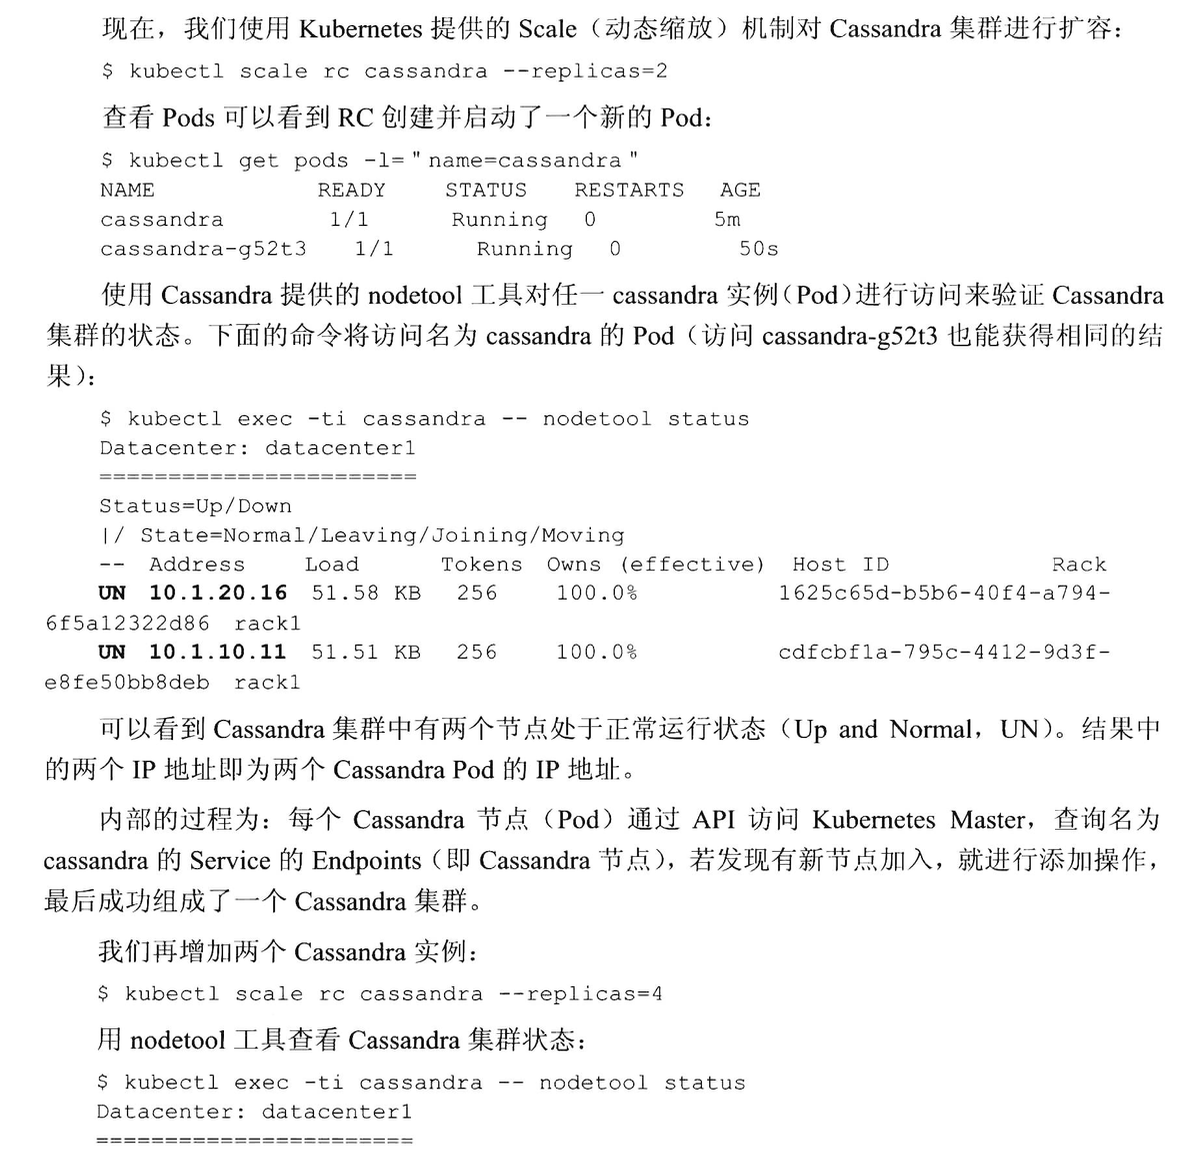 现在，我们使用 Kubernetes 提供的 Scale（动态缩放）机制对 Cassandra 集群进行扩容：
$ kubectl scale rc cassandra --replicas=2
查看 Pods 可以看到 RC 创建并启动了一个新的 Pod：
$ kubectl get pods -l="name=cassandra"
NAME READY STATUS RESTARTS AGE
cassandra 1/1 Running 0 5m
cassandra-g52t3 1/1 Running 0 50s
使用 Cassandra 提供的 nodetool 工具对任一 cassandra 实例（Pod）进行访问来验证 Cassandra
集群的状态。下面的命令将访问名为 cassandra 的 Pod（访问 cassandra-g52t3 也能获得相同的结
果）：
$ kubectl exec -ti cassandra -- nodetool status
Datacenter: datacenter1
=======================
Status=Up/Down
|/ State=Normal/Leaving/Joining/Moving
-- Address Load Tokens Owns (effective) Host ID Rack
UN 10.1.20.16 51.58 KB 256 100.0% 1625c65d-b5b6-40f4-a794-
6f5a12322d86 rack1
UN 10.1.10.11 51.51 KB 256 100.0% cdfcbf1a-795c-4412-9d3f-
e8fe50bb8deb rack1
可以看到 Cassandra 集群中有两个节点处于正常运行状态（Up and Normal，UN）。结果中
的两个 IP 地址即为两个 Cassandra Pod 的 IP 地址。
内部的过程为：每个 Cassandra 节点（Pod）通过 API 访问 Kubernetes Master，查询名为
cassandra 的 Service 的 Endpoints（即 Cassandra 节点），若发现有新节点加入，就进行添加操作，
最后成功组成了一个 Cassandra 集群。
我们再增加两个 Cassandra 实例：
$ kubectl scale rc cassandra --replicas=4
用 nodetool 工具查看 Cassandra 集群状态：
$ kubectl exec -ti cassandra -- nodetool status
Datacenter: datacenter1
=======================